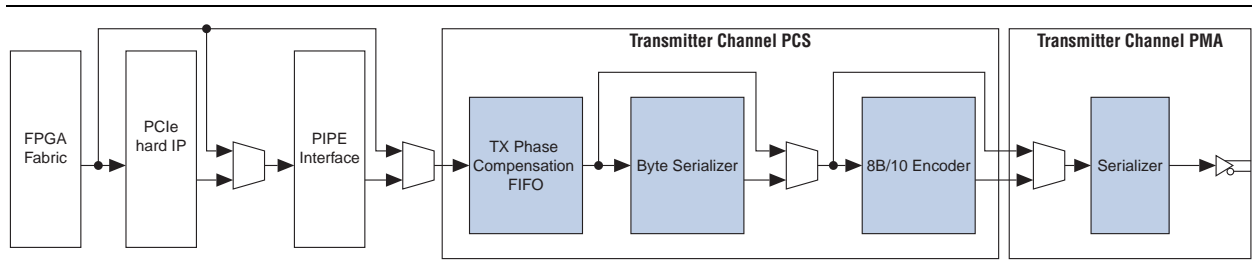 Transmitter Channel PCS
Transmitter Channel PMA
FPGA
Fabric
PCIe
hard IP
PIPE
Interface
TX Phase
Compensation
FIFO
Byte Serializer
8B/10 Encoder
Serializer